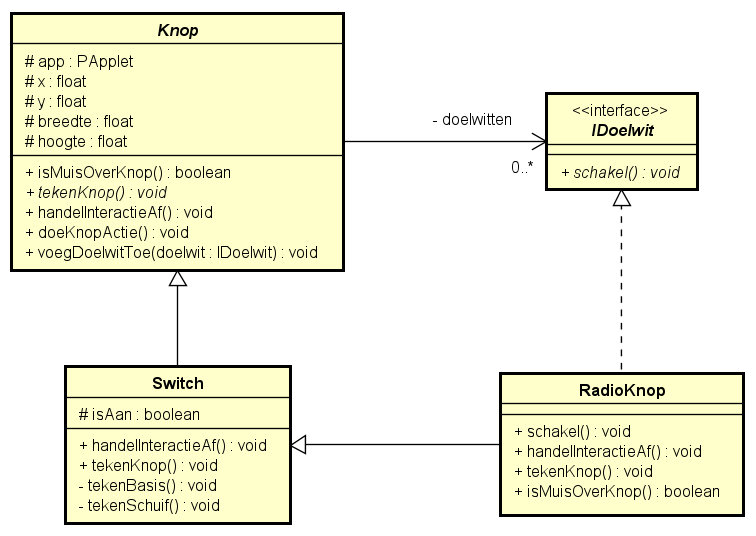 Knop
# app : PApplet
# x : float
# y : float
# breedte : float
# hoogte : float
+ isMuisOverKnop() : boolean
+ tekenKnop() : void
+ handelInteractieAf() : void
+ doeKnopActie() : void
+ voegDoelwitToe(doelwit : IDoelwit) : void
- doelwitten
0..*
<<interface>>
IDoelwit
+ schakel() : void
Switch
# isAan : boolean
+ handelInteractieAf() : void
+ tekenKnop() : void
- tekenBasis() : void
- tekenSchuif() : void
RadioKnop
+ schakel() : void
+ handelInteractieAf() : void
+ tekenKnop() : void
+ isMuisOverKnop() : boolean